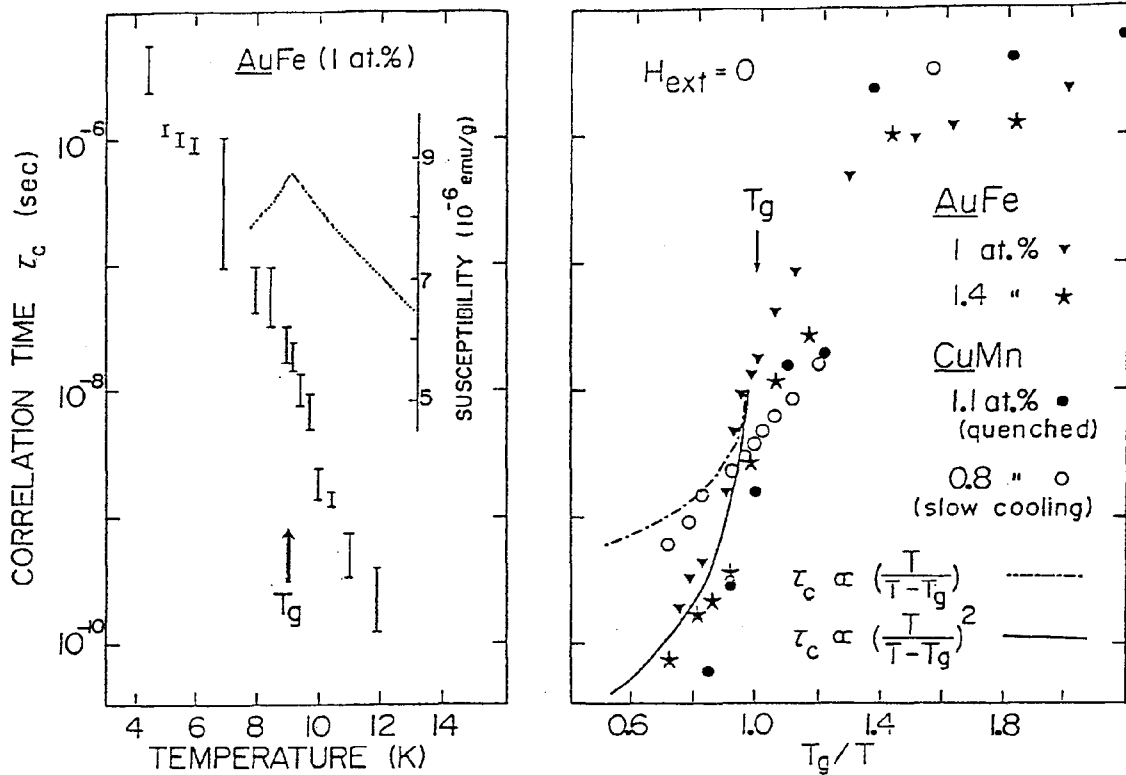 AuFe (1 at.%)
CORRELATION TIME τc (sec)
10⁻⁶
10⁻⁸
10⁻¹⁰
SUSCEPTIBILITY (10⁻⁶ emu/g)
9
7
5
Tg
4 6 8 10 12 14
TEMPERATURE (K)
Hext = 0
Tg
AuFe
1 at.%
1.4 "
CuMn
1.1 at.%
(quenched)
0.8 "
(slow cooling)
τc ∝ (T/T-Tg)
τc ∝ (T/T-Tg)²
0.6 1.0 1.4 1.8
Tg/T